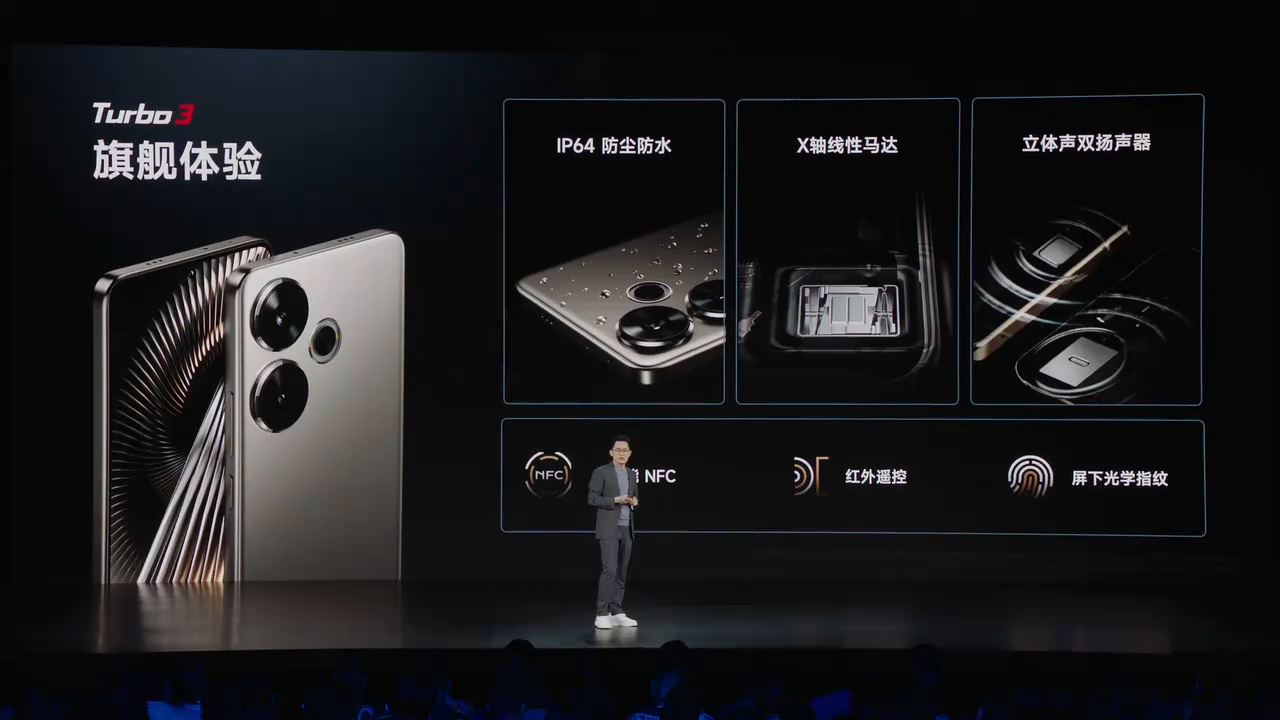 Turbo 3
旗舰体验
IP64 防尘防水
X轴线性马达
立体声双扬声器
NFC
NFC
红外遥控
屏下光学指纹